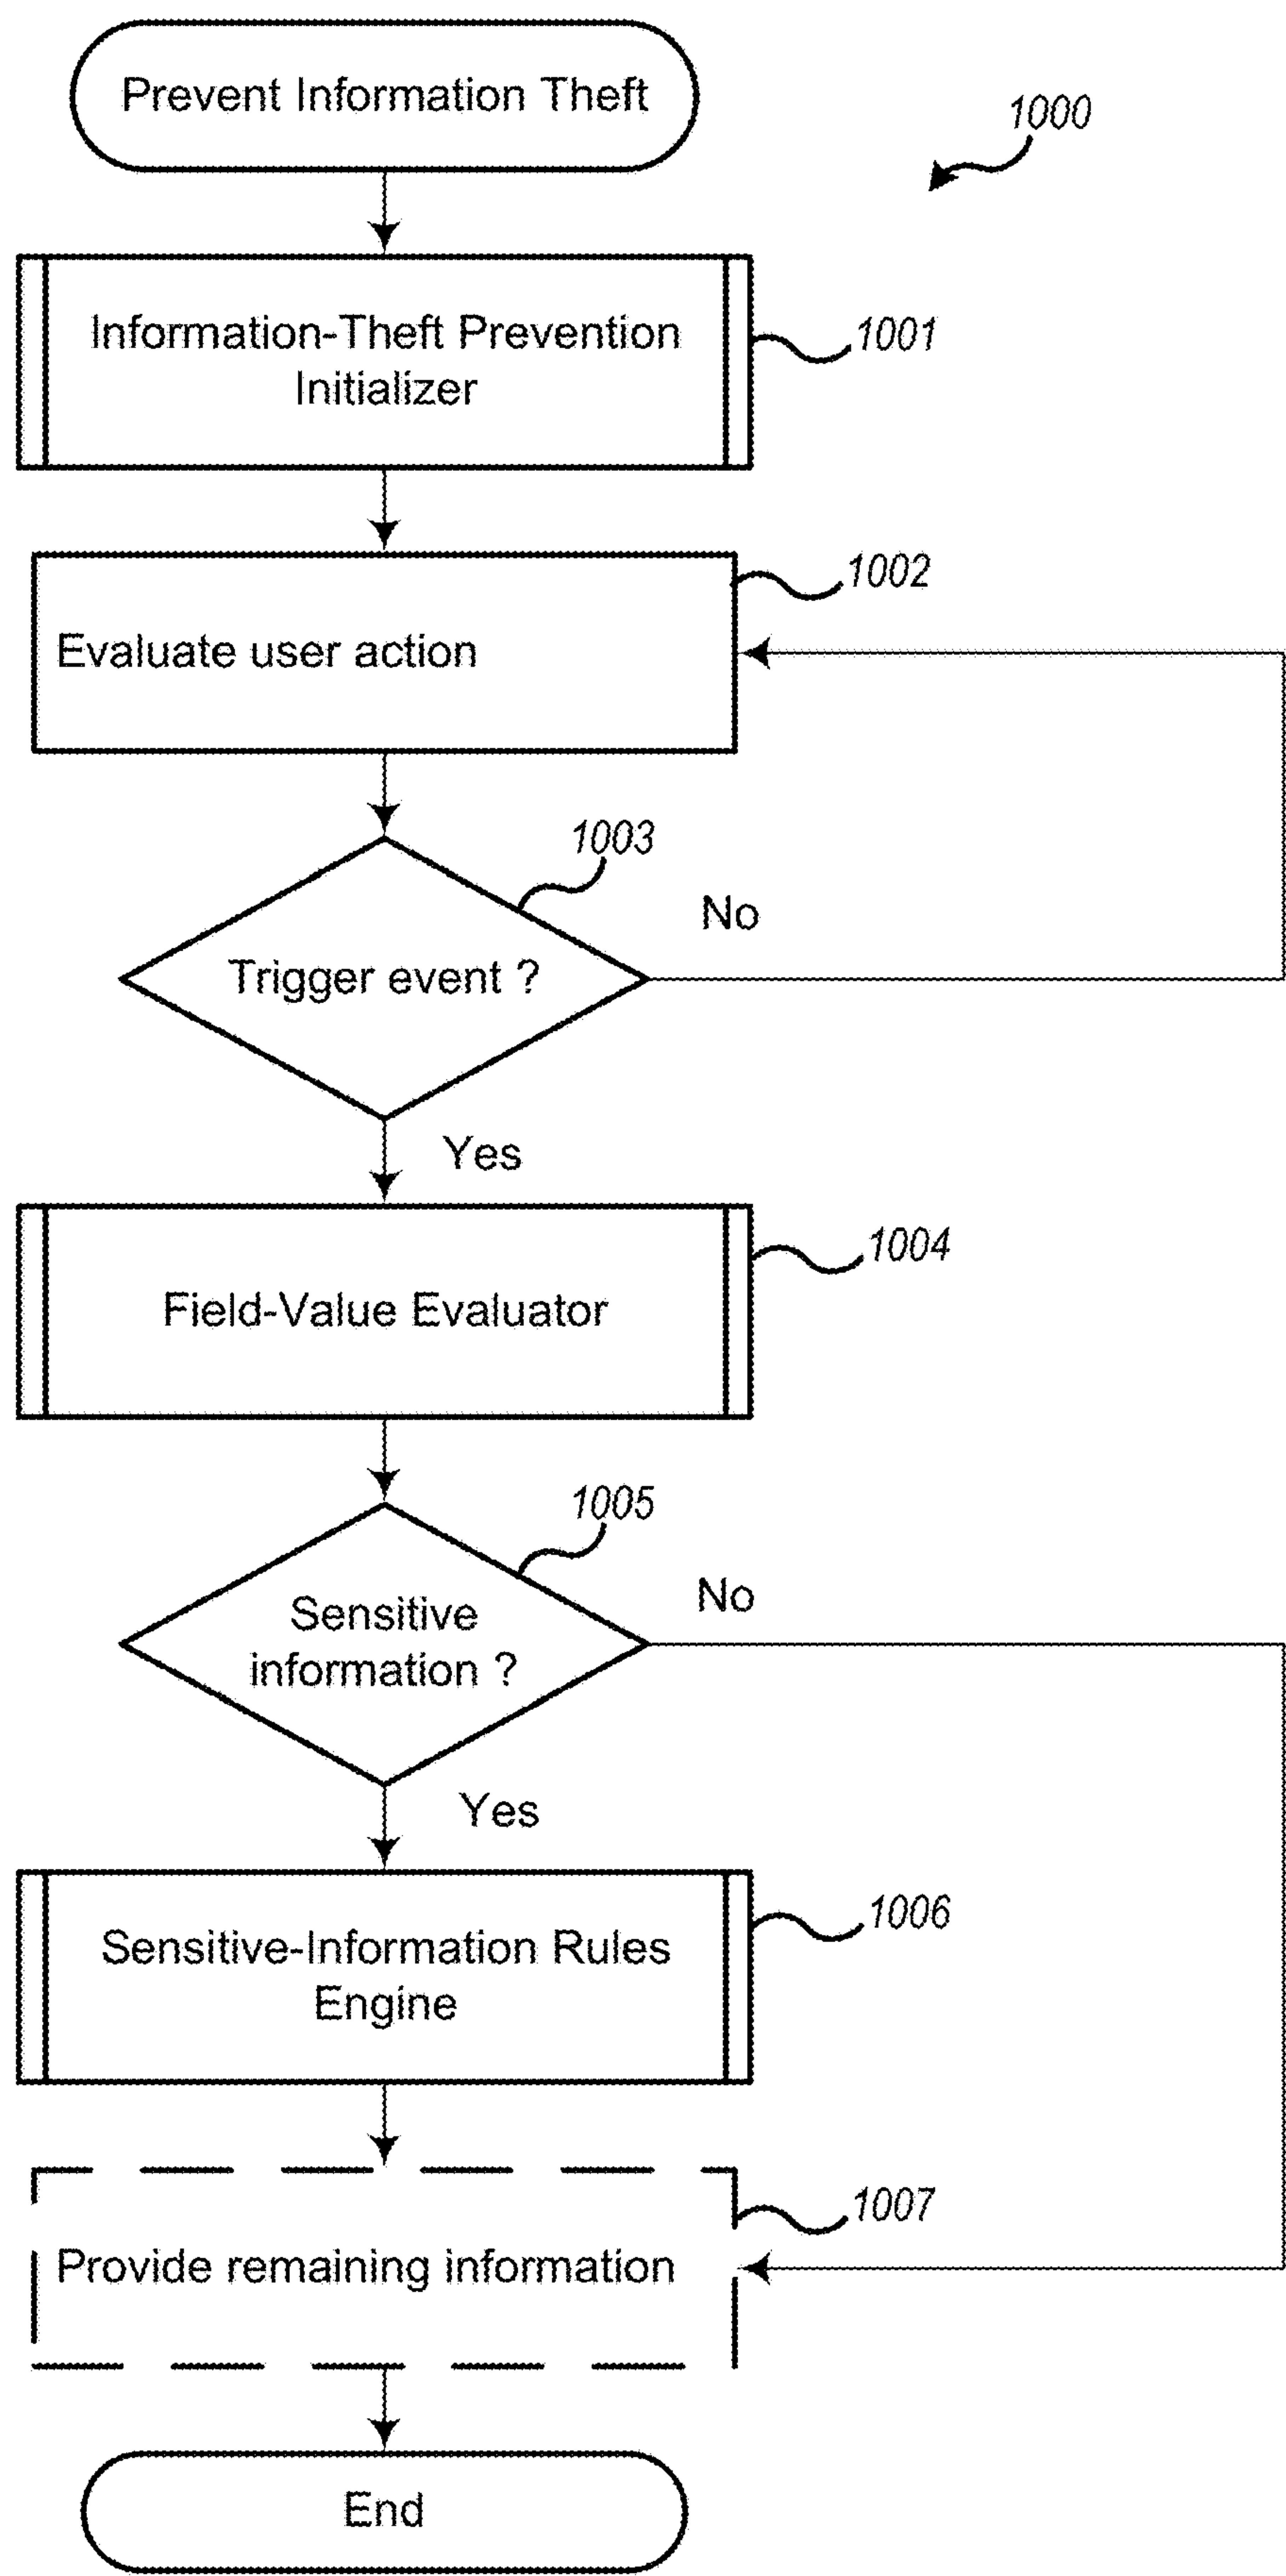 Prevent Information Theft
1000
Information-Theft Prevention
Initializer
1001
1002
Evaluate user action
1003
Trigger event ?
No
Yes
1004
Field-Value Evaluator
1005
Sensitive
information ?
No
Yes
1006
Sensitive-Information Rules
Engine
1007
Provide remaining information
End